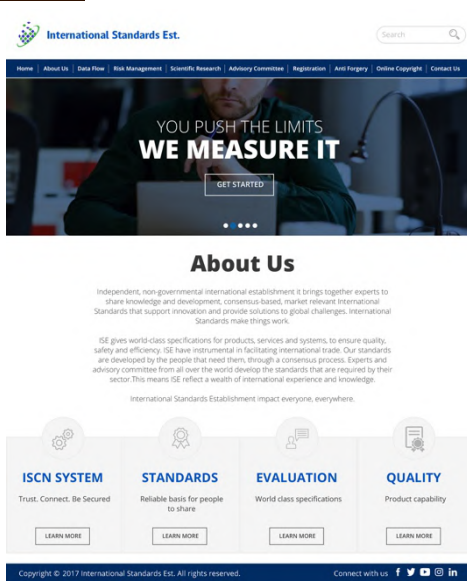 International Standards Est.
Search
Home | About Us | Data Flow | Risk Management | Scientific Research | Advisory Committee | Registration | Anti Forgery | Online Copyright | Contact Us
YOU PUSH THE LIMITS
WE MEASURE IT
GET STARTED
About Us
Independent, non-governmental international establishment it brings together experts to
share knowledge and development, consensus-based, market relevant International
Standards that support innovation and provide solutions to global challenges. International
Standards make things work.
ISE gives world-class specifications for products, services and systems, to ensure quality,
safety and efficiency. ISE have instrumental in facilitating international trade. Our standards
are developed by the people that need them, through a consensus process. Experts and
advisory committee from all over the world develop the standards that are required by their
sector.This means ISE reflect a wealth of international experience and knowledge.
International Standards Establishment impact everyone, everywhere.
ISCN SYSTEM
Trust. Connect. Be Secured
LEARN MORE
STANDARDS
Reliable basis for people
to share
LEARN MORE
EVALUATION
World class specifications
LEARN MORE
QUALITY
Product capability
LEARN MORE
Copyright © 2017 International Standards Est. All rights reserved.
Connect with us